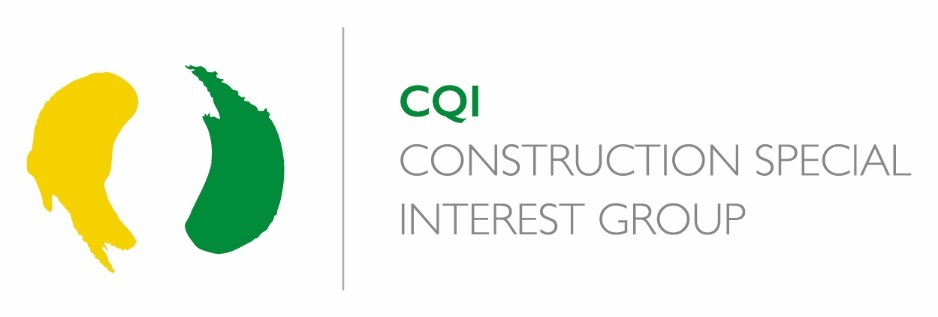 CQI
CONSTRUCTION SPECIAL
INTEREST GROUP